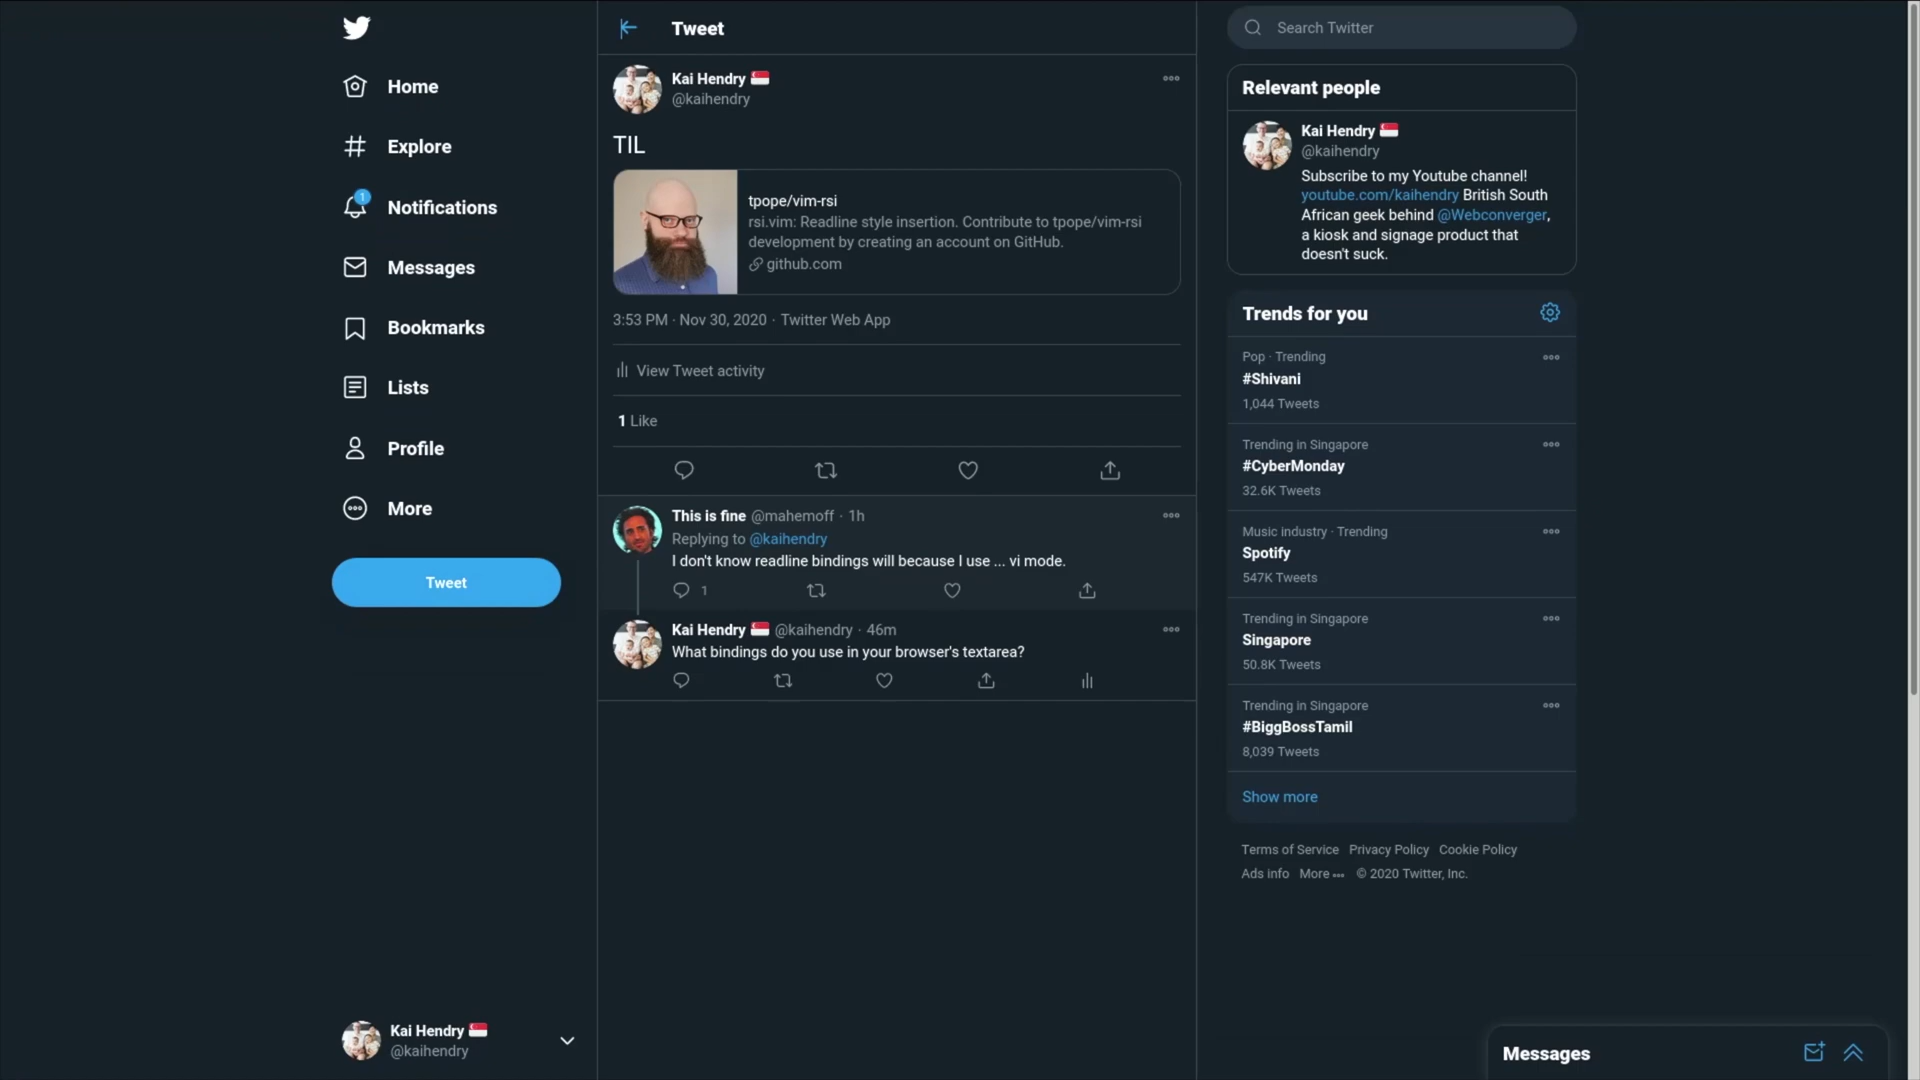 Home
Explore
1
Notifications
Messages
Bookmarks
Lists
Profile
More
Tweet
Kai Hendry
@kaihendry
Tweet
Kai Hendry
@kaihendry
TIL
tpope/vim-rsi
rsi.vim: Readline style insertion. Contribute to tpope/vim-rsi
development by creating an account on GitHub.
github.com
3:53 PM · Nov 30, 2020 · Twitter Web App
View Tweet activity
1 Like
This is fine @mahemoff · 1h
Replying to @kaihendry
I don't know readline bindings will because I use ... vi mode.
1
Kai Hendry @kaihendry · 46m
What bindings do you use in your browser's textarea?
Search Twitter
Relevant people
Kai Hendry
@kaihendry
Subscribe to my Youtube channel!
youtube.com/kaihendry British South
African geek behind @Webconverger,
a kiosk and signage product that
doesn't suck.
Trends for you
Pop · Trending
#Shivani
1,044 Tweets
Trending in Singapore
#CyberMonday
32.6K Tweets
Music industry · Trending
Spotify
547K Tweets
Trending in Singapore
Singapore
50.8K Tweets
Trending in Singapore
#BiggBossTamil
8,039 Tweets
Show more
Terms of Service Privacy Policy Cookie Policy
Ads info More © 2020 Twitter, Inc.
Messages